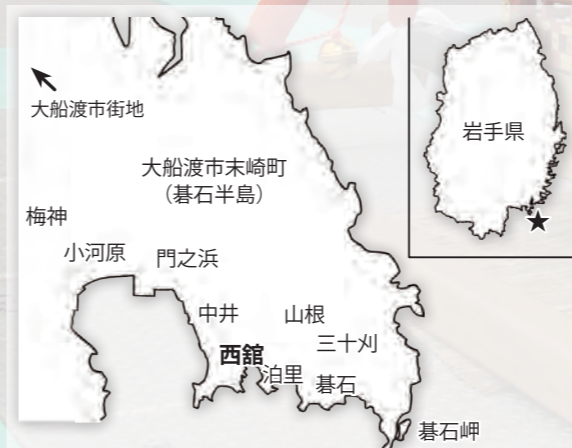 大船渡市街地
岩手県
大船渡市末崎町
（碁石半島）
★
梅神
小河原
門之浜
中井
山根
三十刈
西舘
泊里
碁石
碁石岬